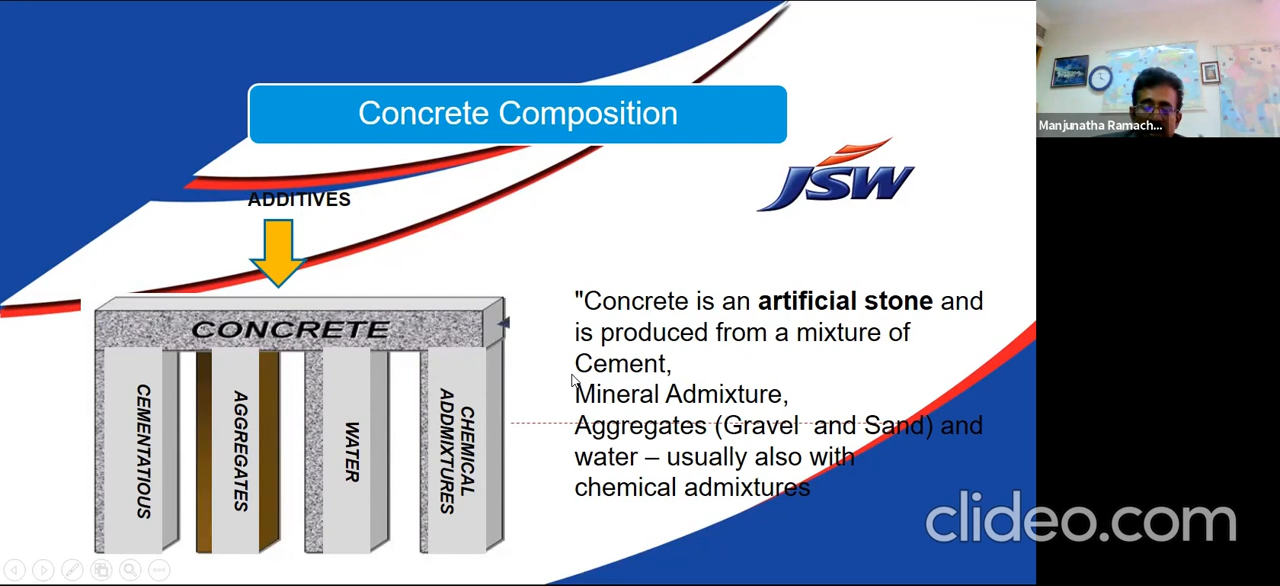 Concrete Composition
Manjunatha Ramach...
JSW
ADDITIVES
CONCRETE
CEMENTATIOUS
AGGREGATES
WATER
CHEMICAL
ADDMIXTURES
"Concrete is an artificial stone and
is produced from a mixture of
Cement,
Mineral Admixture,
Aggregates (Gravel and Sand) and
water – usually also with
chemical admixtures
clideo.com